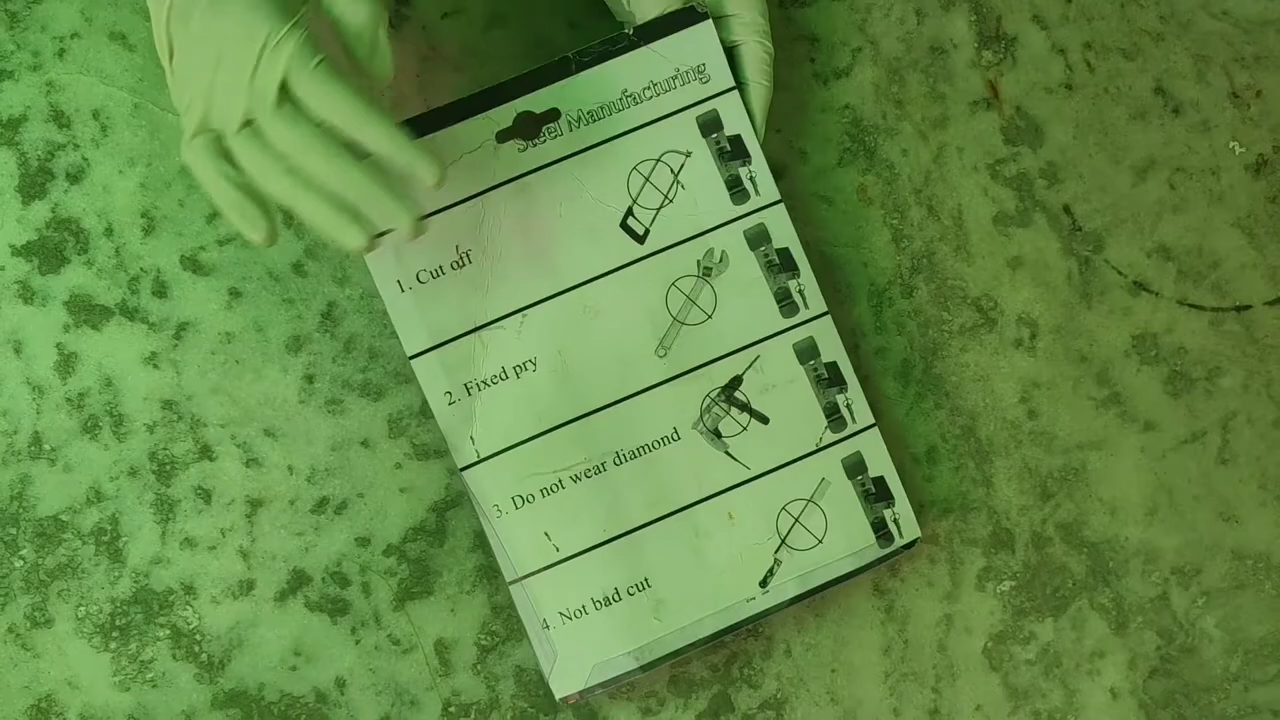 Steel Manufacturing
1. Cut off
2. Fixed pry
3. Do not wear diamond
4. Not bad cut